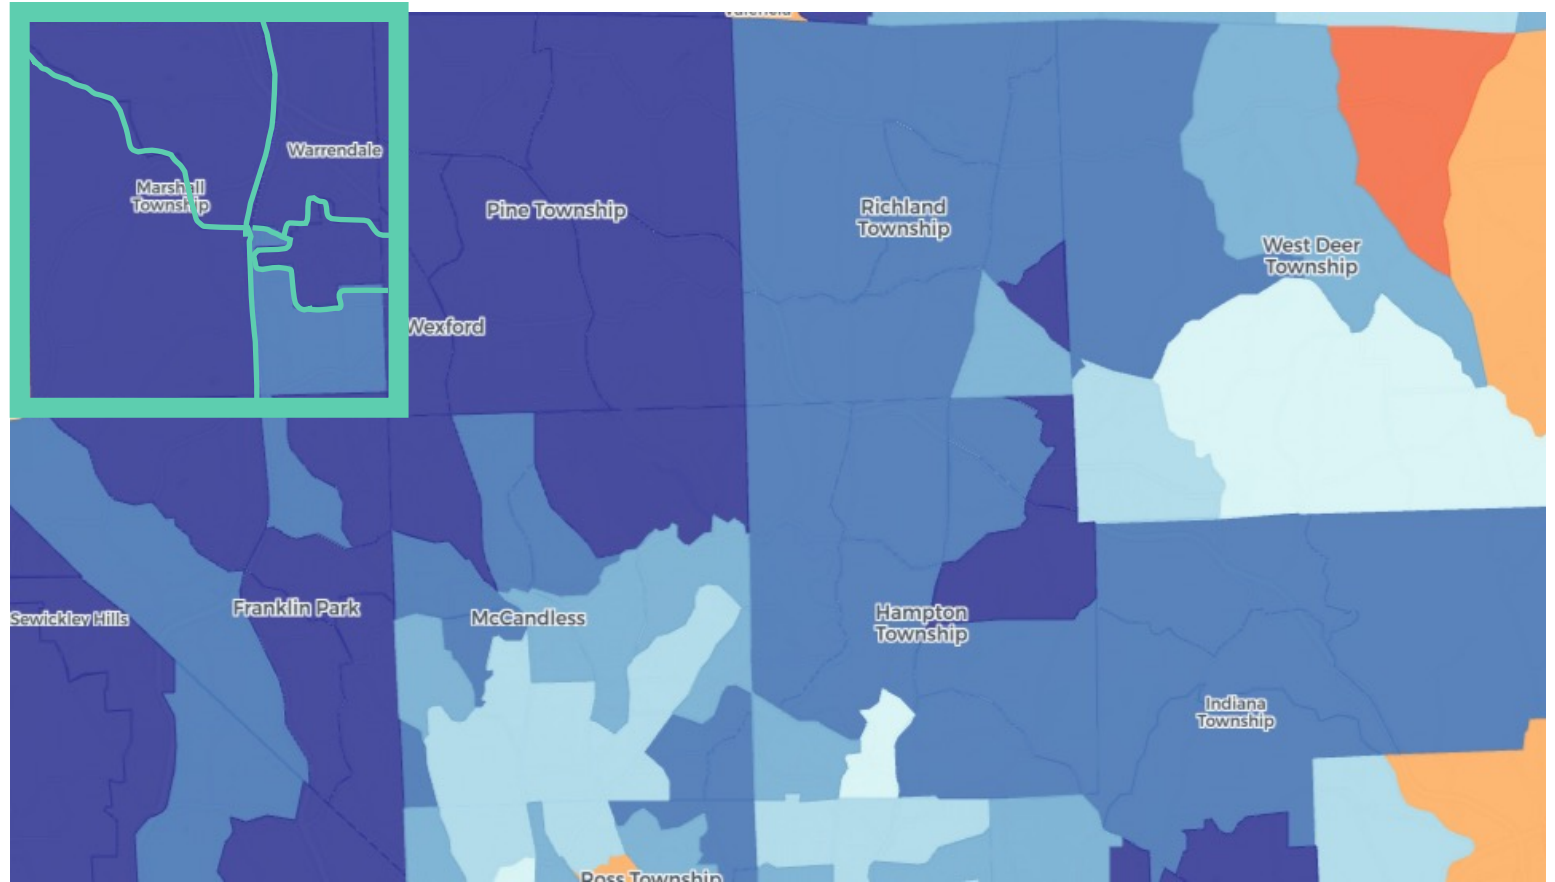 Valencia
Warrendale
Marshall
Township
Pine Township
Richland
Township
West Deer
Township
Wexford
Franklin Park
Sewickley Hills
McCandless
Hampton
Township
Indiana
Township
Ross Township